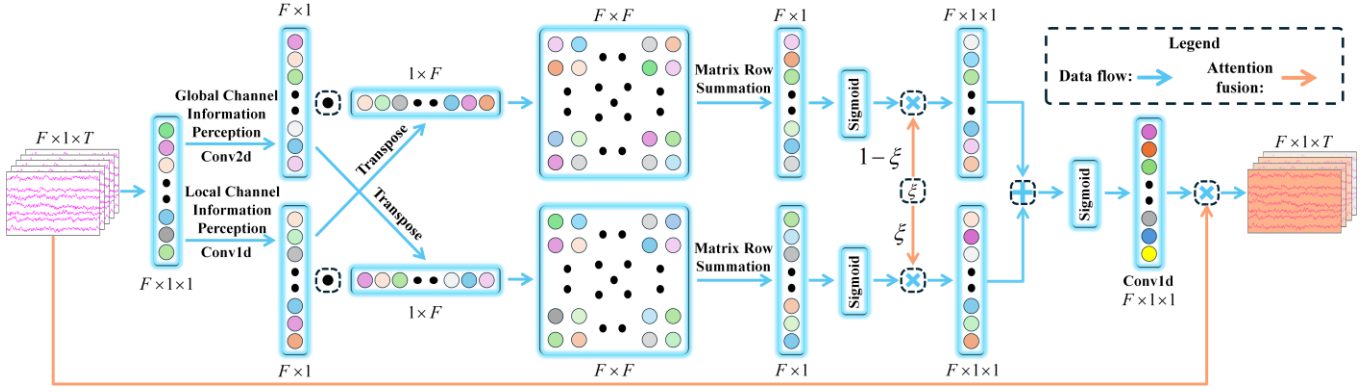 F × 1
F × F
F × 1
F × 1 × 1
Legend
Data flow:
Attention
fusion:
1 × F
Matrix Row
Summation
Global Channel
Information
Perception
Conv2d
F × 1 × T
Transpose
Sigmoid
1 − ξ
F × 1 × T
Local Channel
Information
Perception
Conv1d
Transpose
ξ
Sigmoid
ξ
Matrix Row
Summation
Sigmoid
Conv1d
F × 1 × 1
F × 1 × 1
1 × F
F × 1
F × F
F × 1
F × 1 × 1